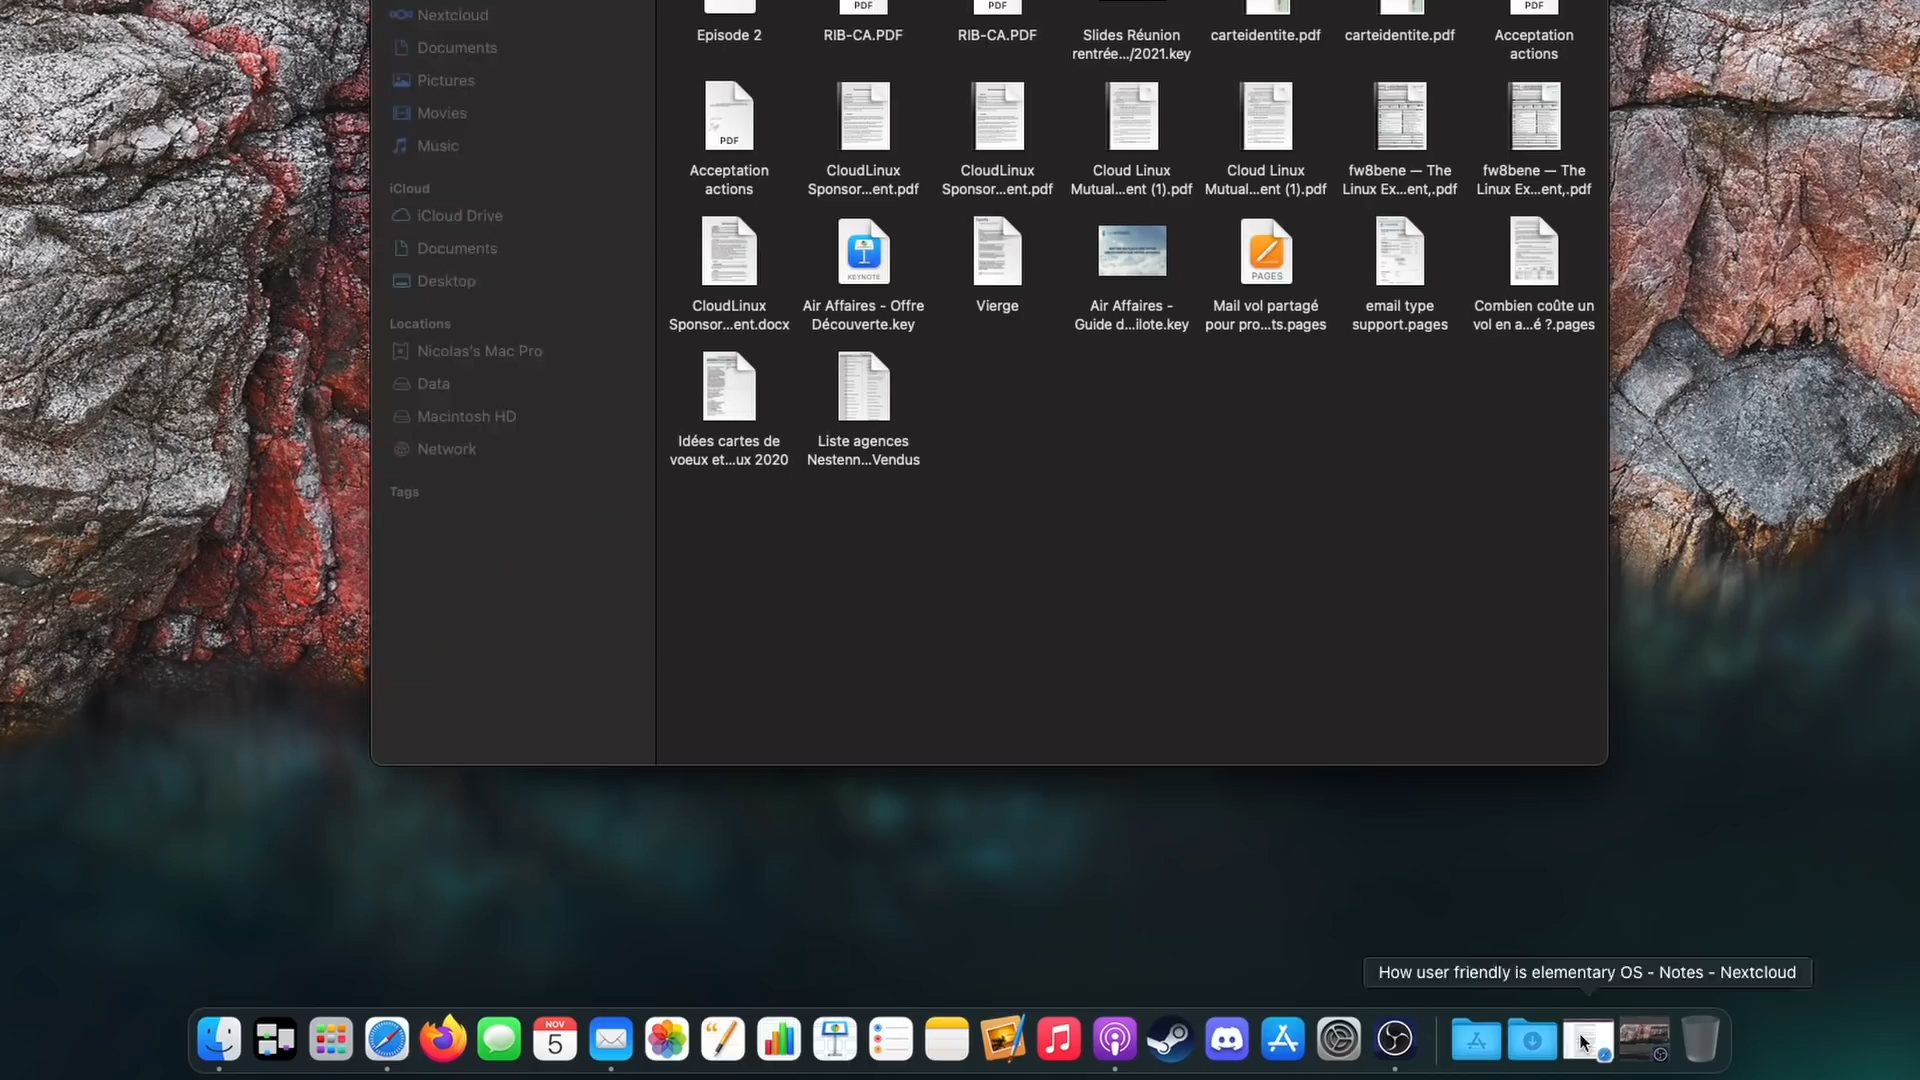 Nextcloud
Documents
Pictures
Movies
Music
iCloud
iCloud Drive
Documents
Desktop
Locations
Nicolas's Mac Pro
Data
Macintosh HD
Network
Tags
PDF
PDF
PDF
Episode 2
RIB-CA.PDF
RIB-CA.PDF
Slides Réunion
rentrée.../2021.key
carteidentite.pdf
carteidentite.pdf
Acceptation
actions
PDF
Acceptation
actions
CloudLinux
Sponsor...ent.pdf
CloudLinux
Sponsor...ent.pdf
Cloud Linux
Mutual...ent (1).pdf
Cloud Linux
Mutual...ent (1).pdf
fw8bene — The
Linux Ex...ent,.pdf
fw8bene — The
Linux Ex...ent,.pdf
KEYNOTE
PAGES
CloudLinux
Sponsor...ent.docx
Air Affaires - Offre
Découverte.key
Vierge
Air Affaires -
Guide d...ilote.key
Mail vol partagé
pour pro...ts.pages
email type
support.pages
Combien coûte un
vol en a...é ?.pages
Idées cartes de
voeux et...ux 2020
Liste agences
Nestenn...Vendus
How user friendly is elementary OS - Notes - Nextcloud
NOV
5